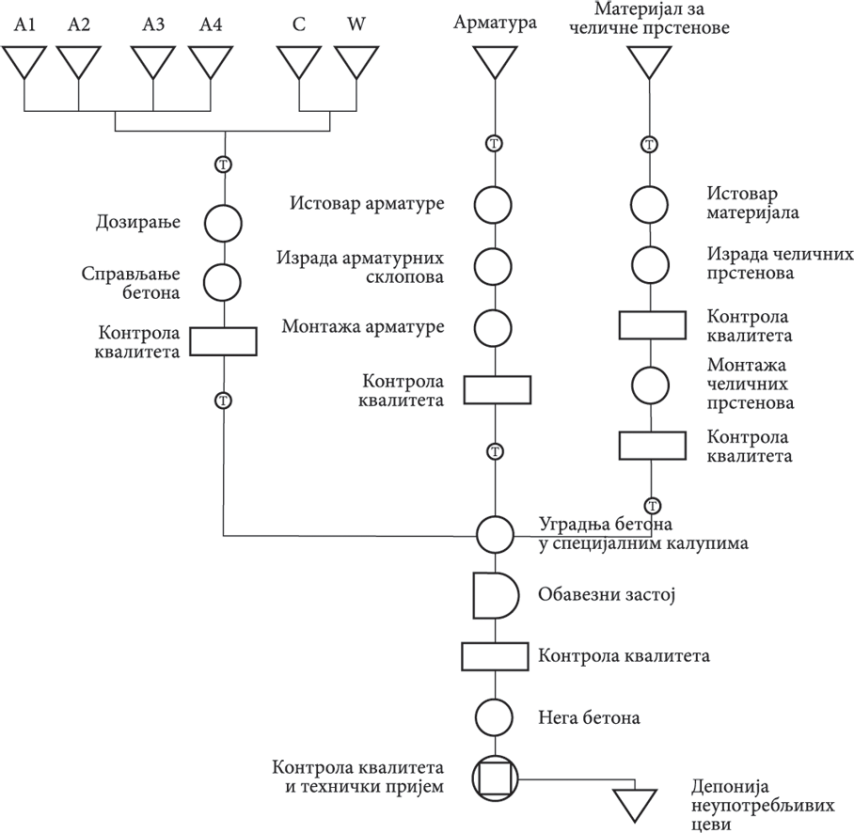 A1 A2 A3 A4 C W Арматура Материјал за
челичне прстенове
T
T
T
Дозирање
Справљање
бетона
Контрола
квалитета
T
Истовар арматуре
Израда арматурних
склопова
Монтажа арматуре
Контрола
квалитета
T
Истовар
материјала
Израда челичних
прстенова
Контрола
квалитета
Монтажа
челичних
прстенова
Контрола
квалитета
T
Уградња бетона
у специјалним калупима
Обавезни застој
Контрола квалитета
Нега бетона
Контрола квалитета
и технички пријем
Депонија
неупотребљивих
цеви